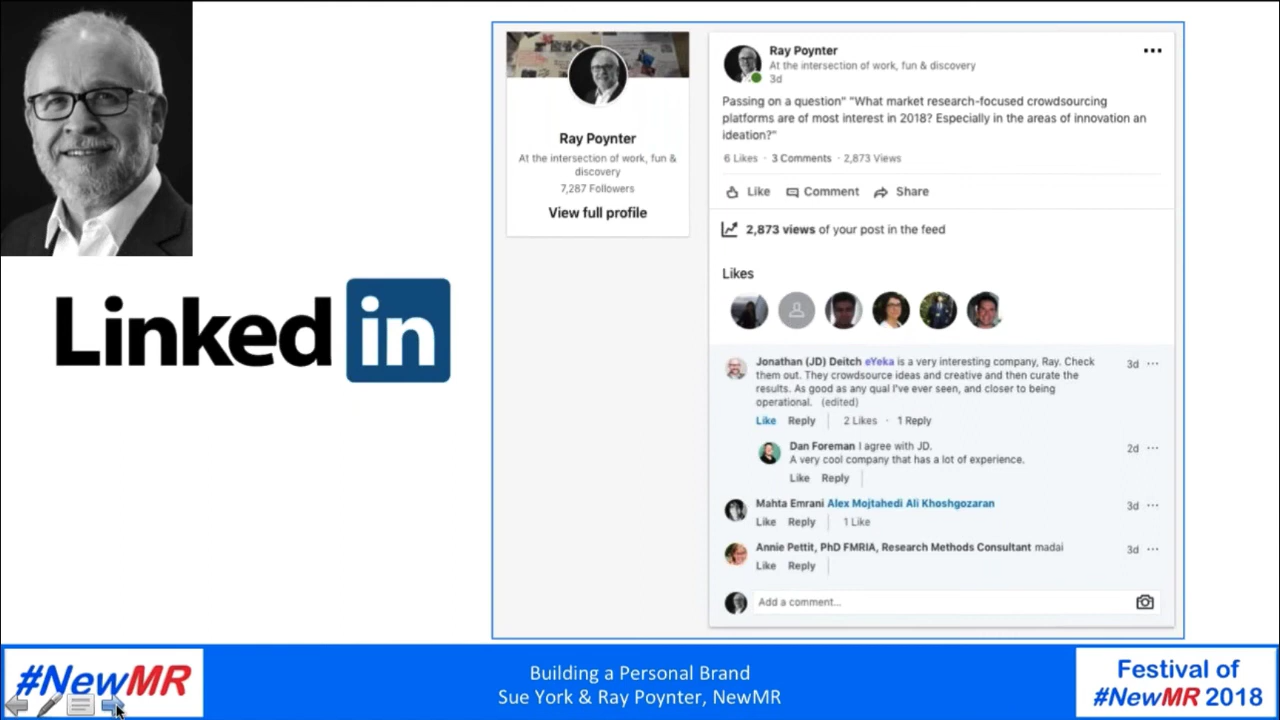 Linked in
Ray Poynter
At the intersection of work, fun &
discovery
7,287 Followers
View full profile
Ray Poynter
At the intersection of work, fun & discovery
3d
Passing on a question" "What market research-focused crowdsourcing
platforms are of most interest in 2018? Especially in the areas of innovation an
ideation?"
6 Likes · 3 Comments · 2,873 Views
Like Comment Share
2,873 views of your post in the feed
Likes
Jonathan (JD) Deitch eYeka is a very interesting company, Ray. Check 3d
them out. They crowdsource ideas and creative and then curate the
results. As good as any qual I've ever seen, and closer to being
operational. (edited)
Like Reply 2 Likes · 1 Reply
Dan Foreman I agree with JD. 2d
A very cool company that has a lot of experience.
Like Reply
Mahta Emrani Alex Mojtahedi Ali Khoshgozaran 3d
Like Reply 1 Like
Annie Pettit, PhD FMRIA, Research Methods Consultant madai 3d
Like Reply
Add a comment...
#NewMR
Building a Personal Brand
Sue York & Ray Poynter, NewMR
Festival of
#NewMR 2018